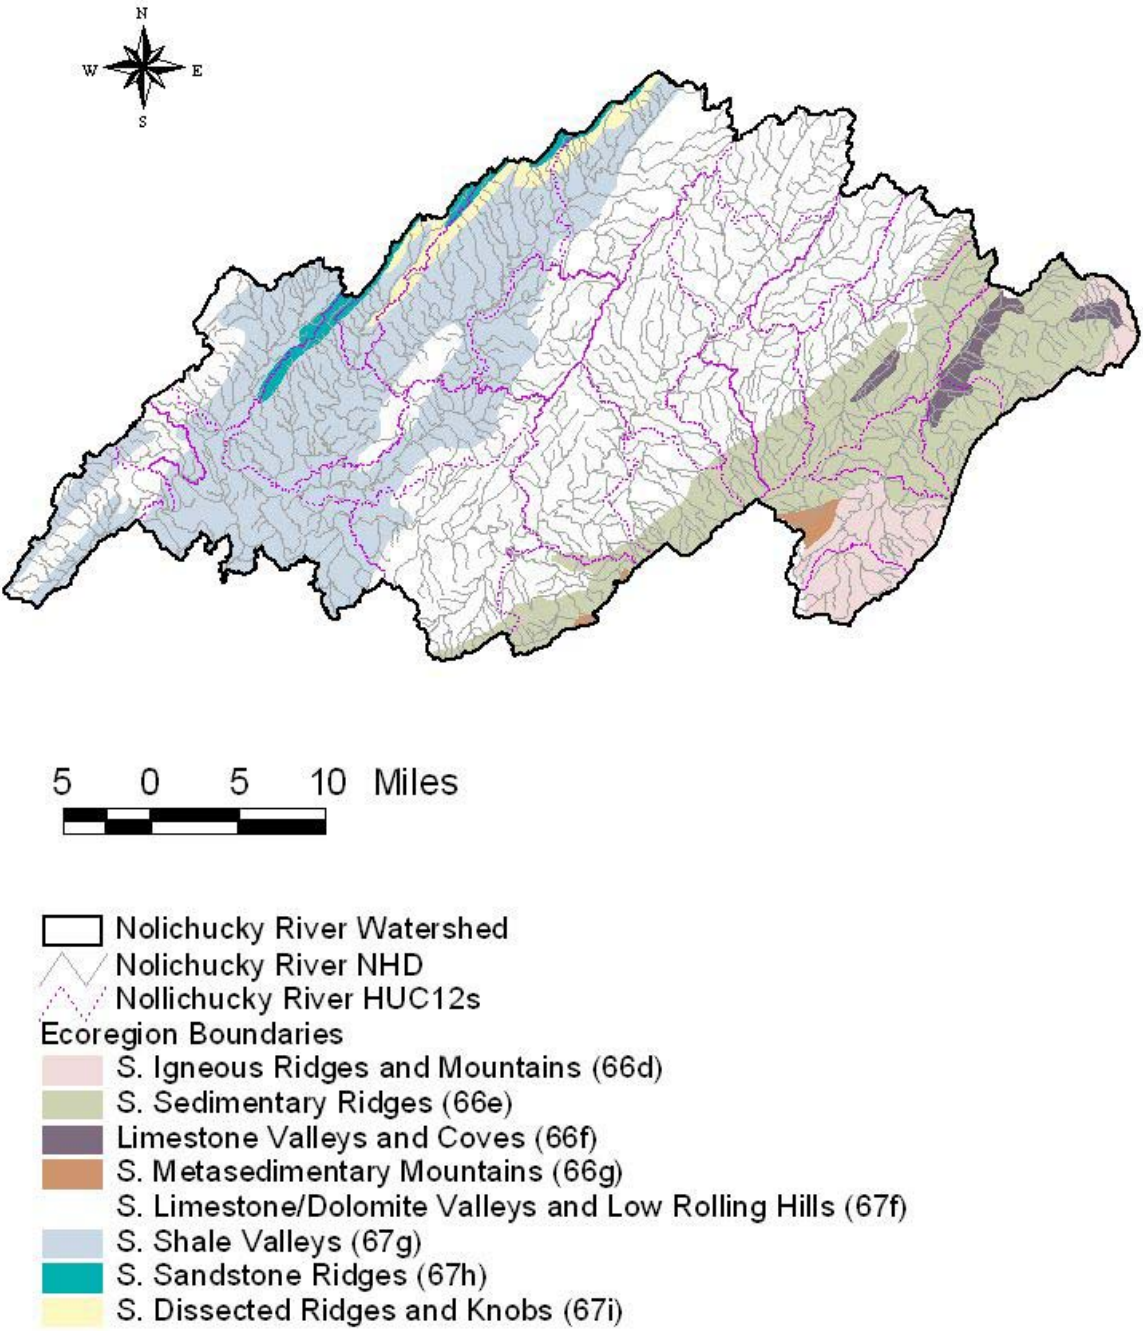 N
W E
S
5 0 5 10 Miles
Nolichucky River Watershed
Nolichucky River NHD
Nollichucky River HUC12s
Ecoregion Boundaries
S. Igneous Ridges and Mountains (66d)
S. Sedimentary Ridges (66e)
Limestone Valleys and Coves (66f)
S. Metasedimentary Mountains (66g)
S. Limestone/Dolomite Valleys and Low Rolling Hills (67f)
S. Shale Valleys (67g)
S. Sandstone Ridges (67h)
S. Dissected Ridges and Knobs (67i)